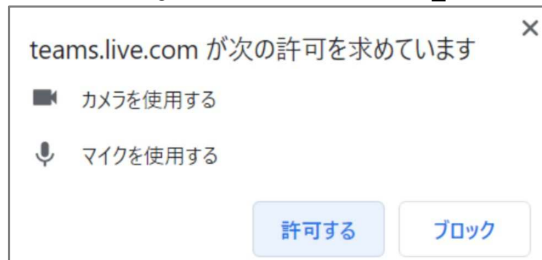 teams.live.com が次の許可を求めています
カメラを使用する
マイクを使用する
許可する
ブロック